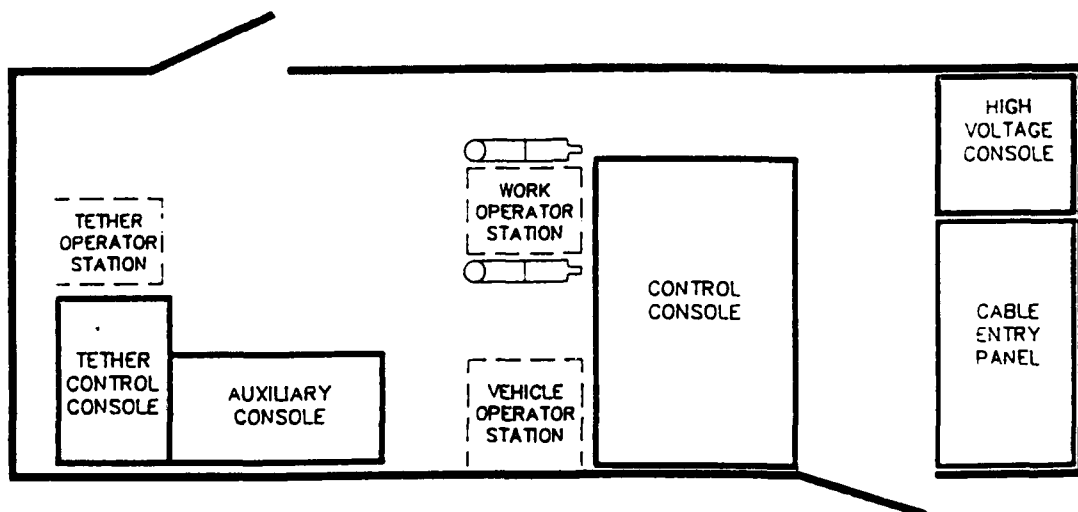 HIGH
VOLTAGE
CONSOLE
WORK
OPERATOR
STATION
TETHER
OPERATOR
STATION
CONTROL
CONSOLE
CABLE
ENTRY
PANEL
TETHER
CONTROL
CONSOLE
AUXILIARY
CONSOLE
VEHICLE
OPERATOR
STATION